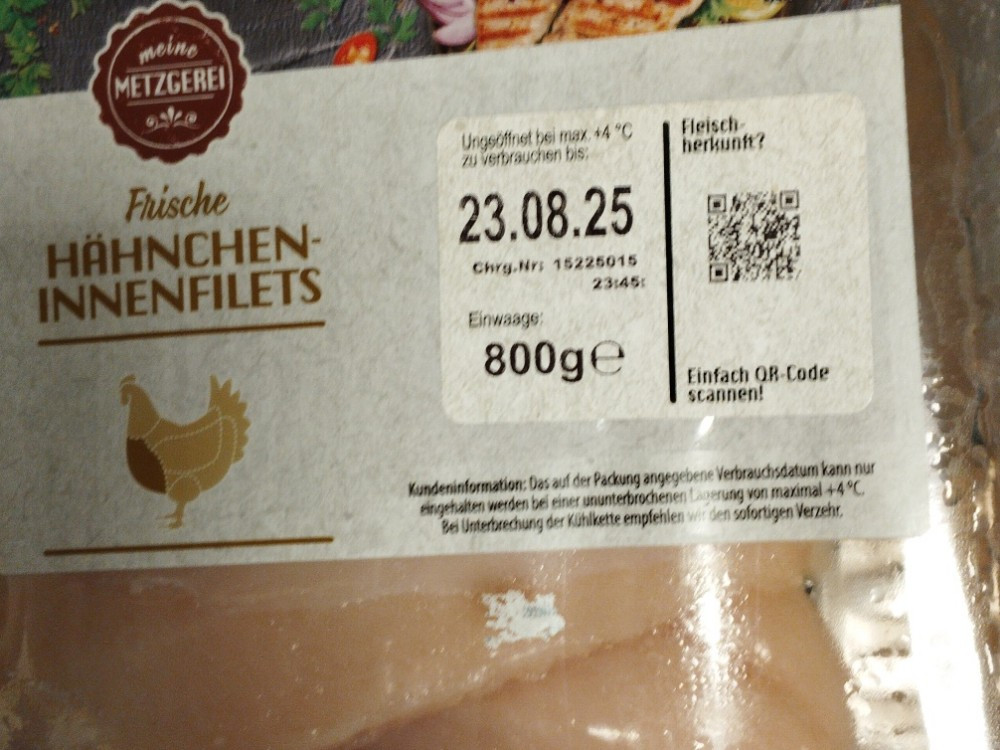 meine
METZGEREI
Frische
HÄHNCHEN-
INNENFILETS
Ungeöffnet bei max. +4 °C
zu verbrauchen bis:
23.08.25
Chrg.Nr: 15225015
23:45:
Einwaage:
800g e
Fleisch-
herkunft?
Einfach QR-Code
scannen!
Kundeninformation: Das auf der Packung angegebene Verbrauchsdatum kann nur
eingehalten werden bei einer ununterbrochenen Lagerung von maximal +4 °C.
Bei Unterbrechung der Kühlkette empfehlen wir den sofortigen Verzehr.